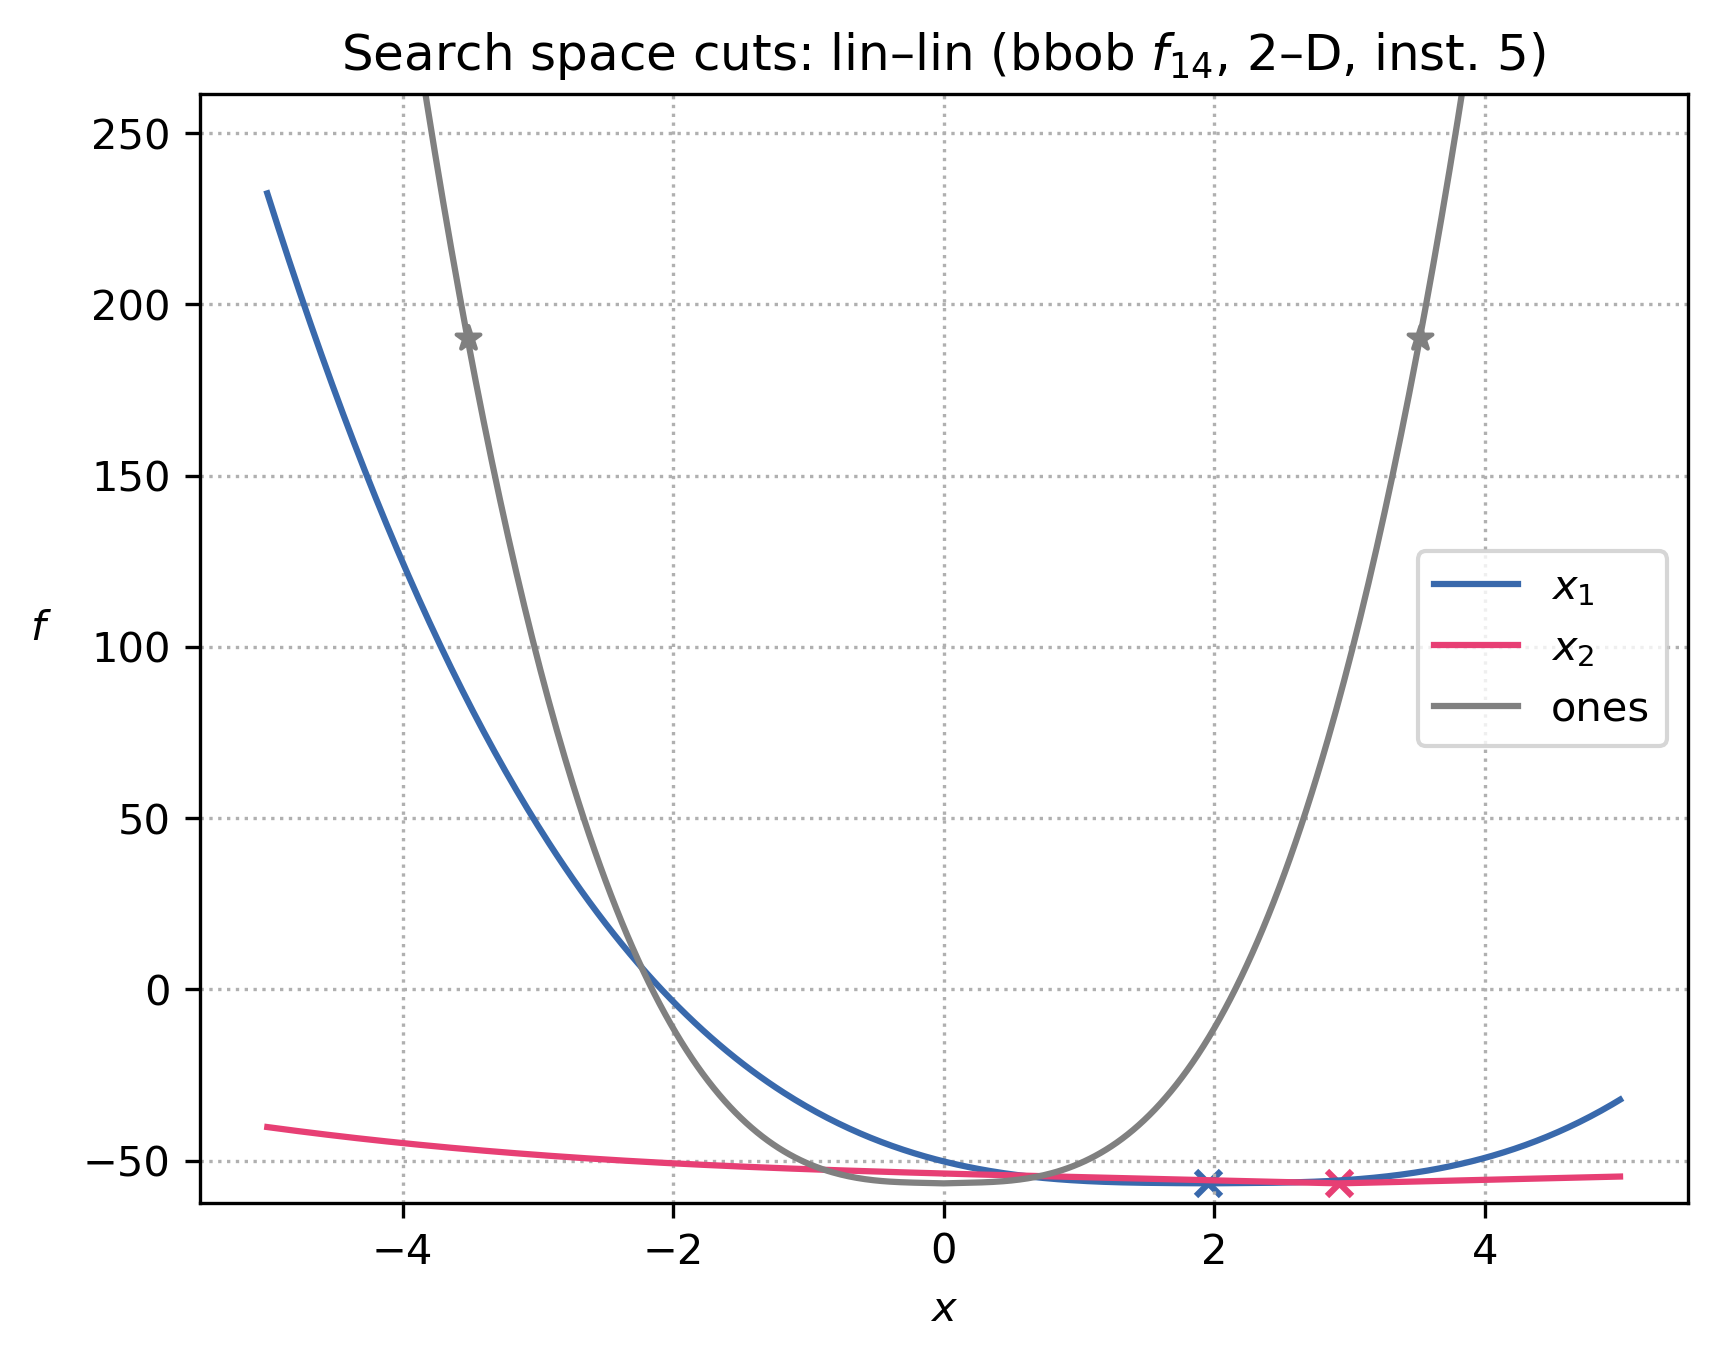 Search space cuts: lin–lin (bbob f₁₄, 2–D, inst. 5)
250
200
150
100
50
0
−50
f
x₁
x₂
ones
−4
−2
0
2
4
x